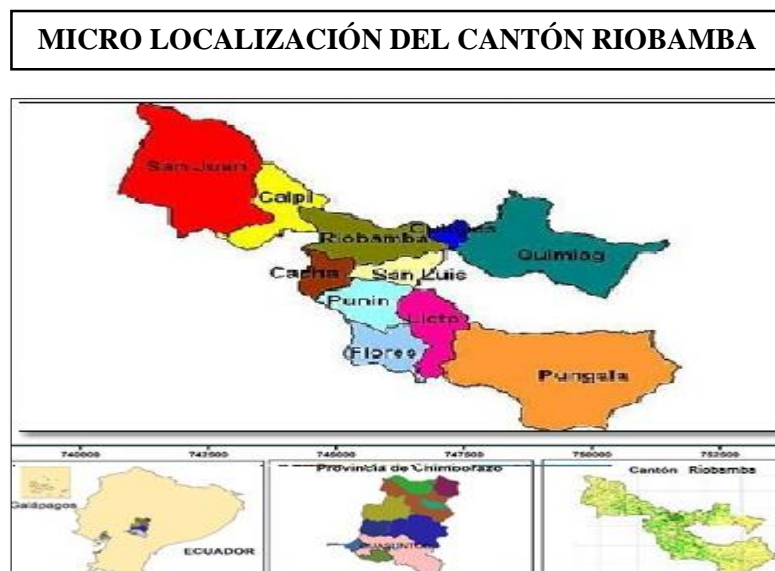 MICRO LOCALIZACIÓN DEL CANTÓN RIOBAMBA
San Juan
Calpi
Riobamba
Quimiag
Cacha
San Luis
Punin
Licto
Flores
Pungala
740000 742500 745000 747500 750000 752500
Galápagos
ECUADOR
Provincia de Chimborazo
Cantón Riobamba